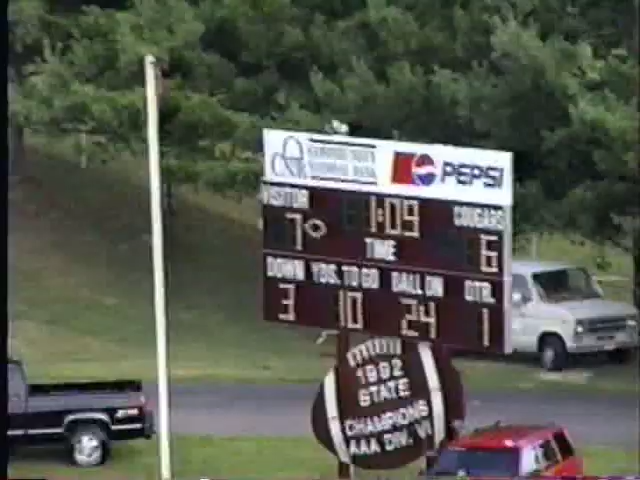 PEPSI
VISITOR 1:09 COUGARS
7 TIME 6
DOWN YDS. TO GO BALL ON QTR.
3 10 24 1
1992
STATE
CHAMPIONS
AAA DIV. VI